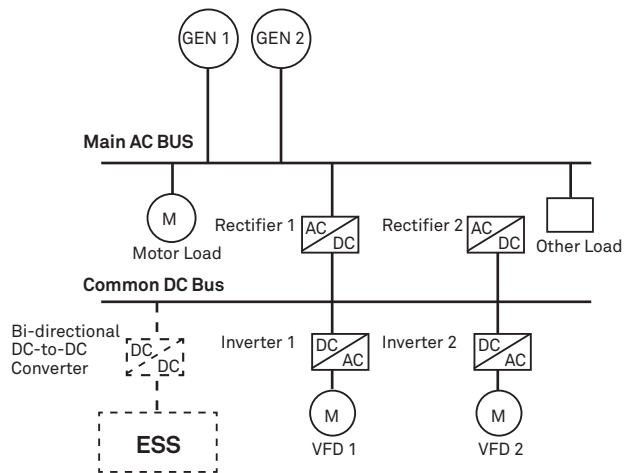 GEN 1
GEN 2
Main AC BUS
M
Motor Load
Rectifier 1
AC
DC
Rectifier 2
AC
DC
Other Load
Common DC Bus
Bi-directional
DC-to-DC
Converter
DC
DC
Inverter 1
DC
AC
Inverter 2
DC
AC
ESS
M
VFD 1
M
VFD 2